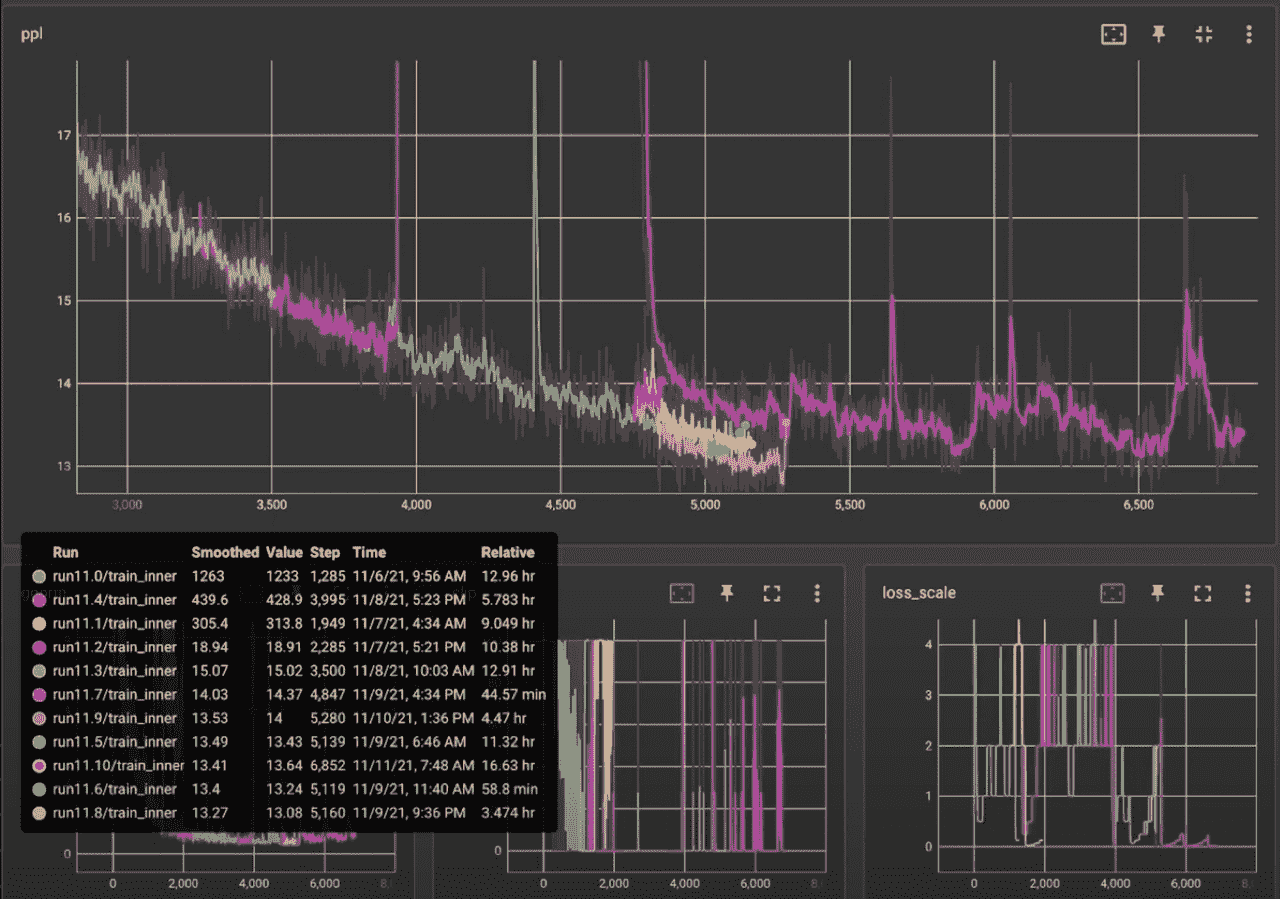 ppl
17
16
15
14
13
3,000 3,500 4,000 4,500 5,000 5,500 6,000 6,500
Run Smoothed Value Step Time Relative
run11.0/train_inner 1263 1233 1,285 11/6/21, 9:56 AM 12.96 hr
run11.4/train_inner 439.6 428.9 3,995 11/8/21, 5:23 PM 5.783 hr
run11.1/train_inner 305.4 313.8 1,949 11/7/21, 4:34 AM 9.049 hr
run11.2/train_inner 18.94 18.91 2,285 11/7/21, 5:21 PM 10.38 hr
run11.3/train_inner 15.07 15.02 3,500 11/8/21, 10:03 AM 12.91 hr
run11.7/train_inner 14.03 14.37 4,847 11/9/21, 4:34 PM 44.57 min
run11.9/train_inner 13.53 14 5,280 11/10/21, 1:36 PM 4.47 hr
run11.5/train_inner 13.49 13.43 5,139 11/9/21, 6:46 AM 11.32 hr
run11.10/train_inner 13.41 13.64 6,852 11/11/21, 7:48 AM 16.63 hr
run11.6/train_inner 13.4 13.24 5,119 11/9/21, 11:40 AM 58.8 min
run11.8/train_inner 13.27 13.08 5,160 11/9/21, 9:36 PM 3.474 hr
0
0 2,000 4,000 6,000 8
0
0 2,000 4,000 6,000 8
loss_scale
4
3
2
1
0
0 2,000 4,000 6,000 8